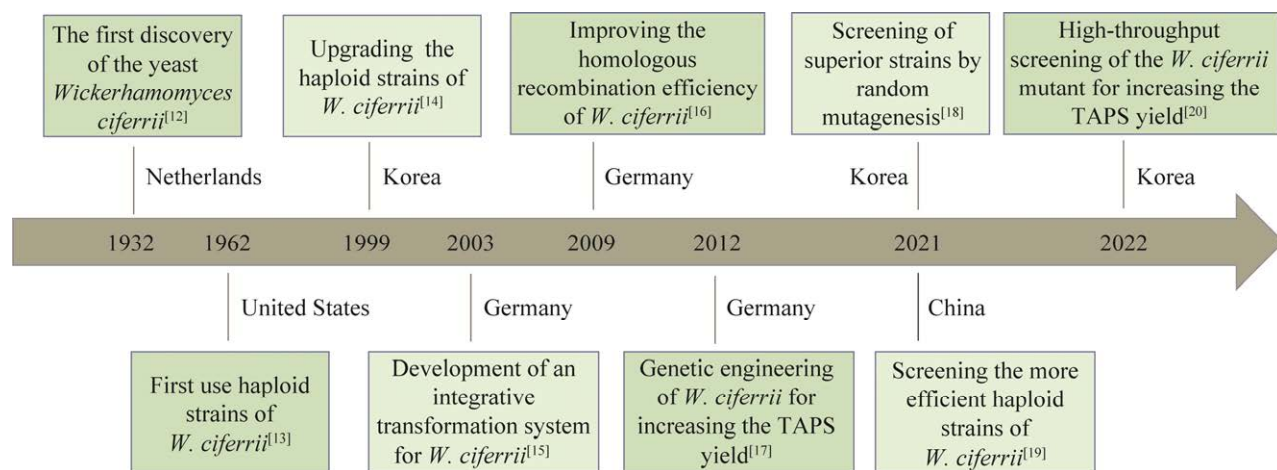 The first discovery
of the yeast
Wickerhamomyces
ciferrii[12]
Upgrading the
haploid strains of
W. ciferrii[14]
Improving the
homologous
recombination efficiency
of W. ciferrii[16]
Screening of
superior strains by
random
mutagenesis[18]
High-throughput
screening of the W. ciferrii
mutant for increasing the
TAPS yield[20]
Netherlands
Korea
Germany
Korea
Korea
1932
1962
1999
2003
2009
2012
2021
2022
United States
Germany
Germany
China
First use haploid
strains of
W. ciferrii[13]
Development of an
integrative
transformation system
for W. ciferrii[15]
Genetic engineering
of W. ciferrii for
increasing the TAPS
yield[17]
Screening the more
efficient haploid
strains of
W. ciferrii[19]